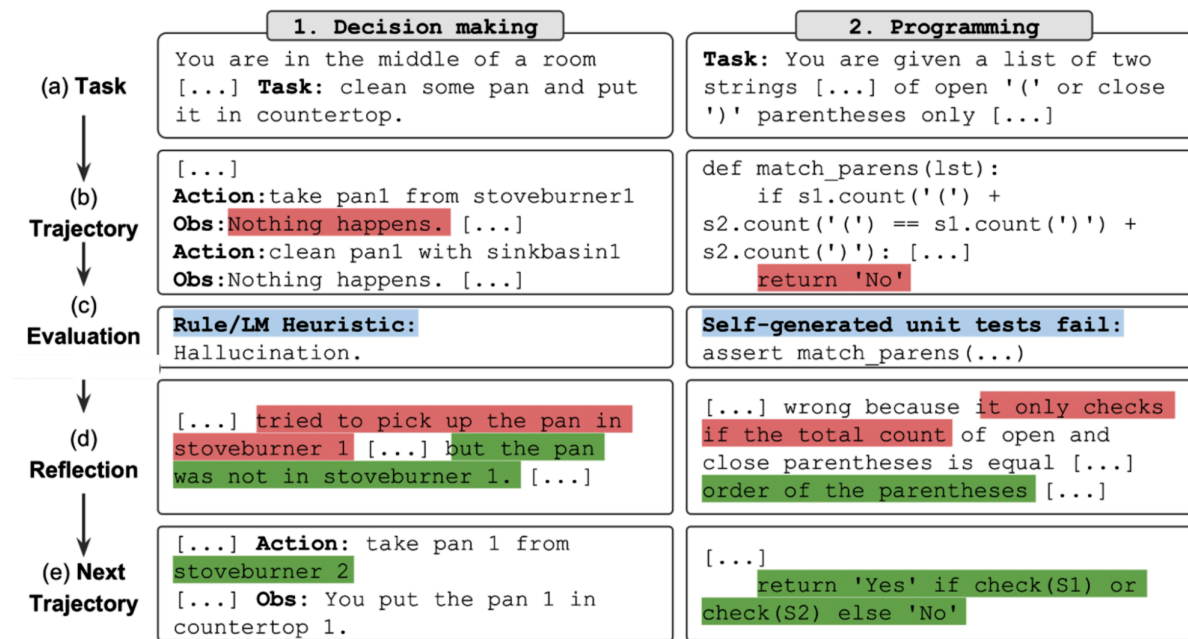 1. Decision making
2. Programming
(a) Task
You are in the middle of a room
[...] Task: clean some pan and put
it in countertop.
Task: You are given a list of two
strings [...] of open '(' or close
')' parentheses only [...]
(b)
Trajectory
[...]
Action:take pan1 from stoveburner1
Obs:Nothing happens. [...]
Action:clean pan1 with sinkbasin1
Obs:Nothing happens. [...]
def match_parens(lst):
if s1.count('(') +
s2.count('(') == s1.count(')') +
s2.count(')'): [...]
return 'No'
(c)
Evaluation
Rule/LM Heuristic:
Hallucination.
Self-generated unit tests fail:
assert match_parens(...)
(d)
Reflection
[...] tried to pick up the pan in
stoveburner 1 [...] but the pan
was not in stoveburner 1. [...]
[...] wrong because it only checks
if the total count of open and
close parentheses is equal [...]
order of the parentheses [...]
(e) Next
Trajectory
[...] Action: take pan 1 from
stoveburner 2
[...] Obs: You put the pan 1 in
countertop 1.
[...]
return 'Yes' if check(S1) or
check(S2) else 'No'